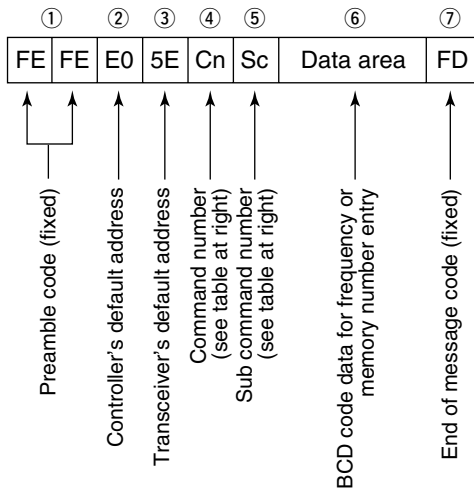 ① ② ③ ④ ⑤ ⑥ ⑦
FE FE E0 5E Cn Sc Data area FD
Preamble code (fixed)
Controller's default address
Transceiver's default address
Command number
(see table at right)
Sub command number
(see table at right)
BCD code data for frequency or
memory number entry
End of message code (fixed)